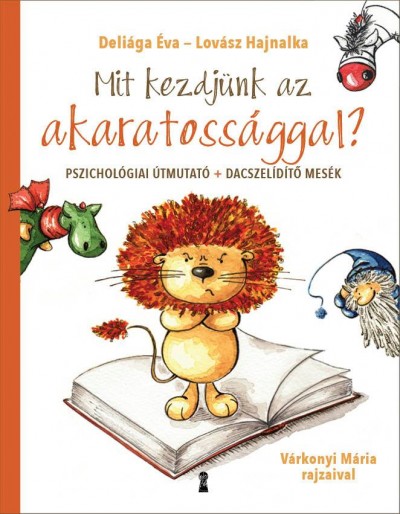 Deliága Éva – Lovász Hajnalka
Mit kezdjünk az
akaratossággal?
PSZICHOLÓGIAI ÚTMUTATÓ + DACSZELÍDÍTŐ MESÉK
Várkonyi Mária
rajzaival